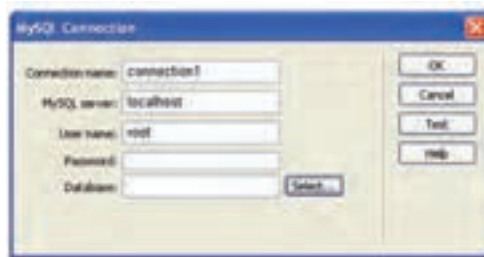 MySQL Connection
Connection name: connection1
MySQL server: localhost
User name: root
Password:
Database:
Select...
OK
Cancel
Test
Help